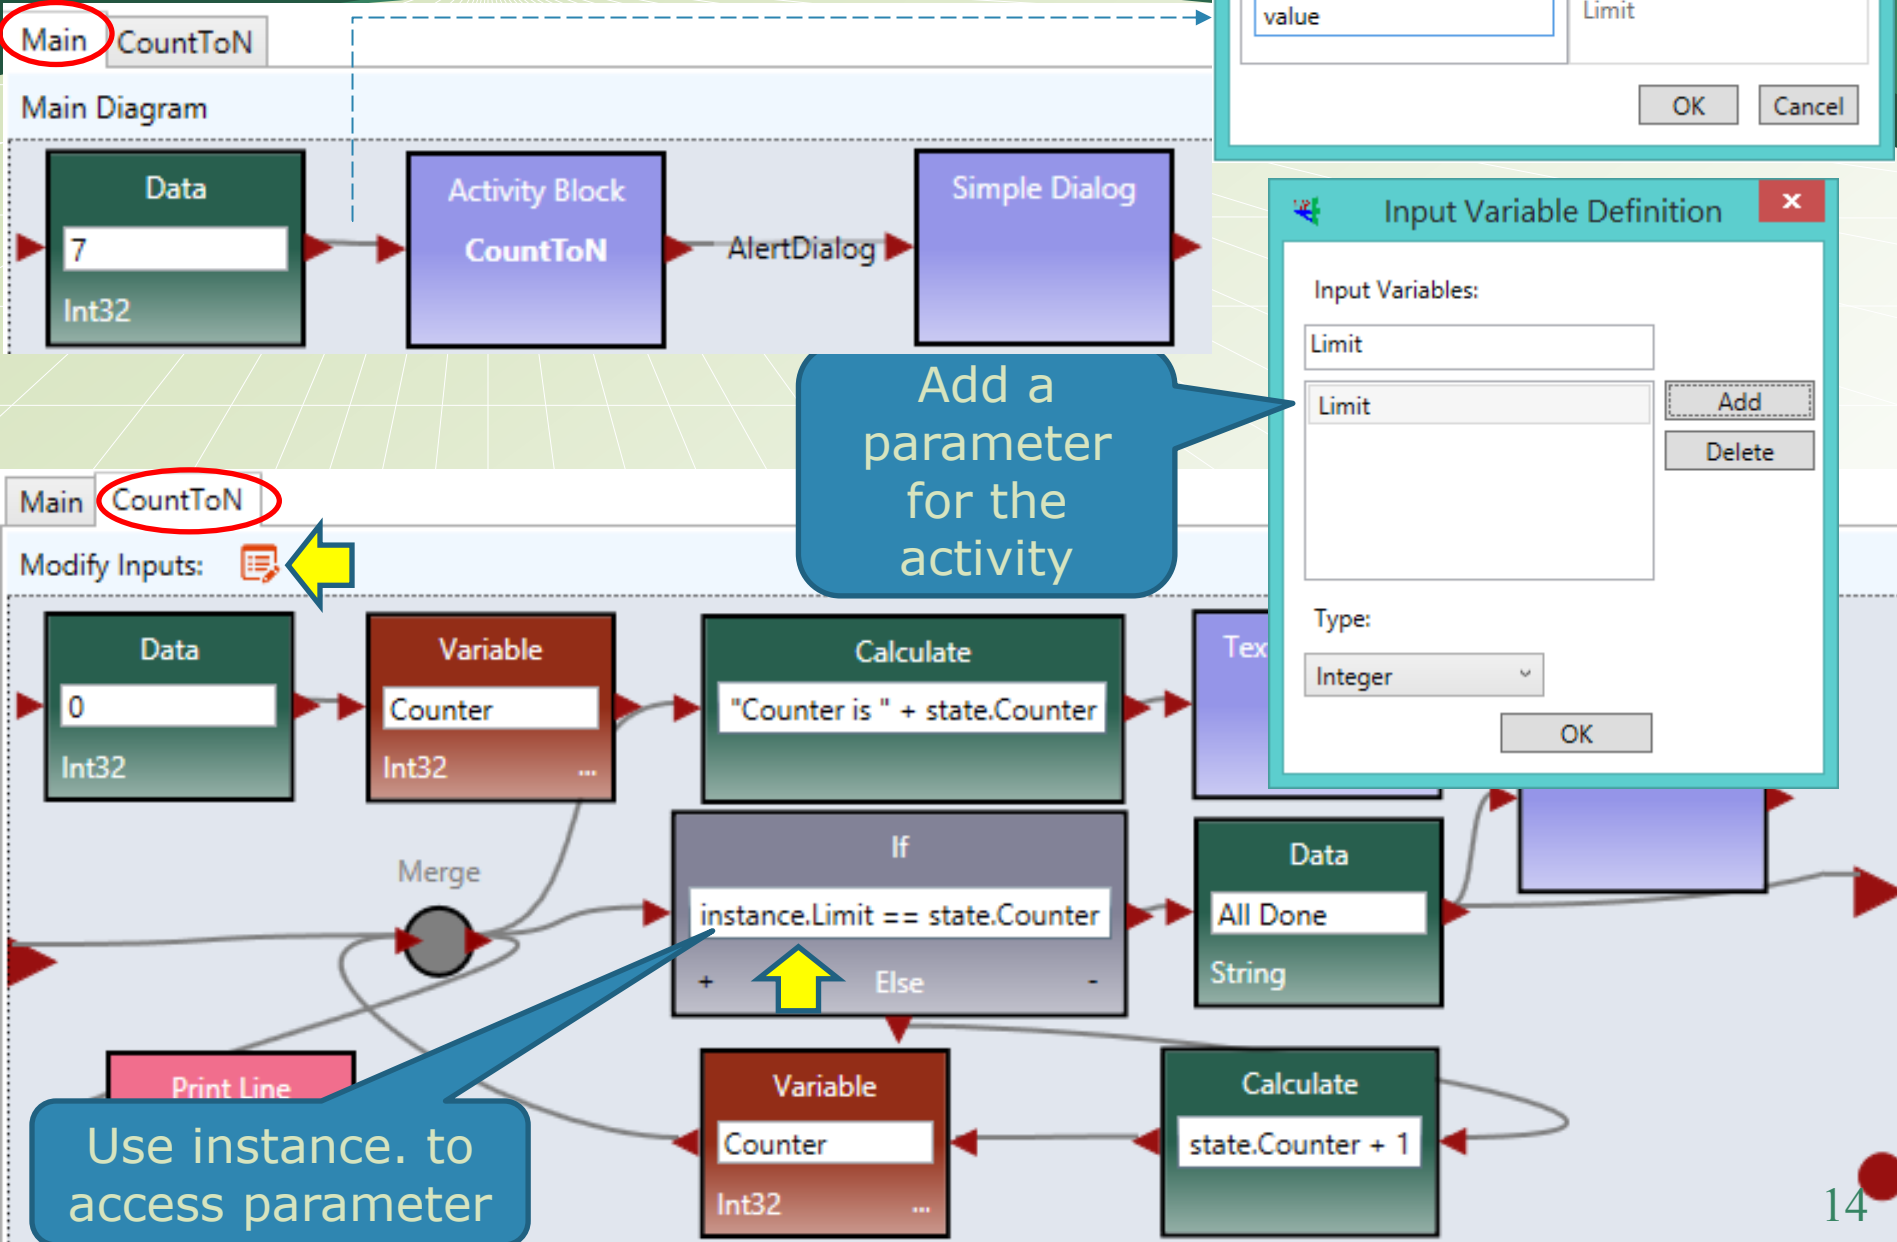 Main
CountToN
value
Limit
OK
Cancel
Main Diagram
Data
7
Int32
Activity Block
CountToN
AlertDialog
Simple Dialog
Input Variable Definition
x
Input Variables:
Limit
Limit
Add
Delete
Type:
Integer
OK
Add a
parameter
for the
activity
Main
CountToN
Modify Inputs:
Data
0
Int32
Variable
Counter
Int32
...
Calculate
"Counter is " + state.Counter
Tex
Merge
If
instance.Limit == state.Counter
+
Else
-
Data
All Done
String
Print Line
Use instance. to
access parameter
Variable
Counter
Int32
...
Calculate
state.Counter + 1
14